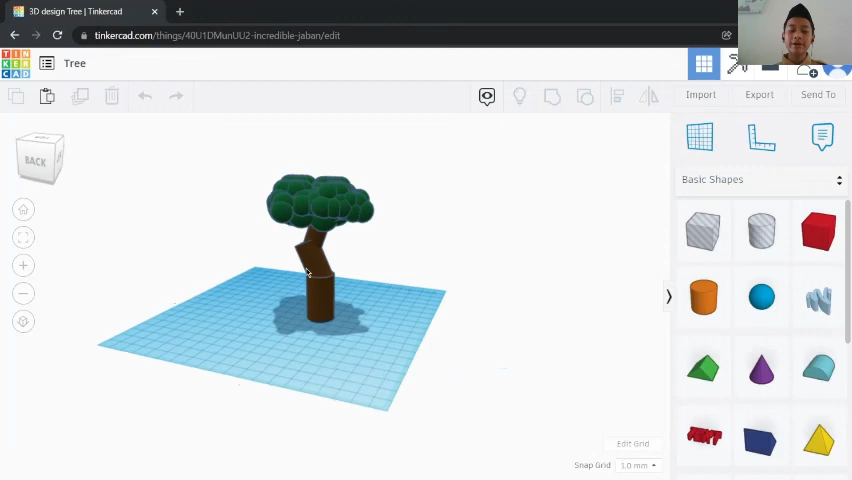 3D design Tree | Tinkercad
tinkercad.com/things/40U1DMunUU2-incredible-jaban/edit
TIN
KER
CAD
Tree
Import
Export
Send To
BACK
Basic Shapes
TEXT
Edit Grid
Snap Grid
1.0 mm